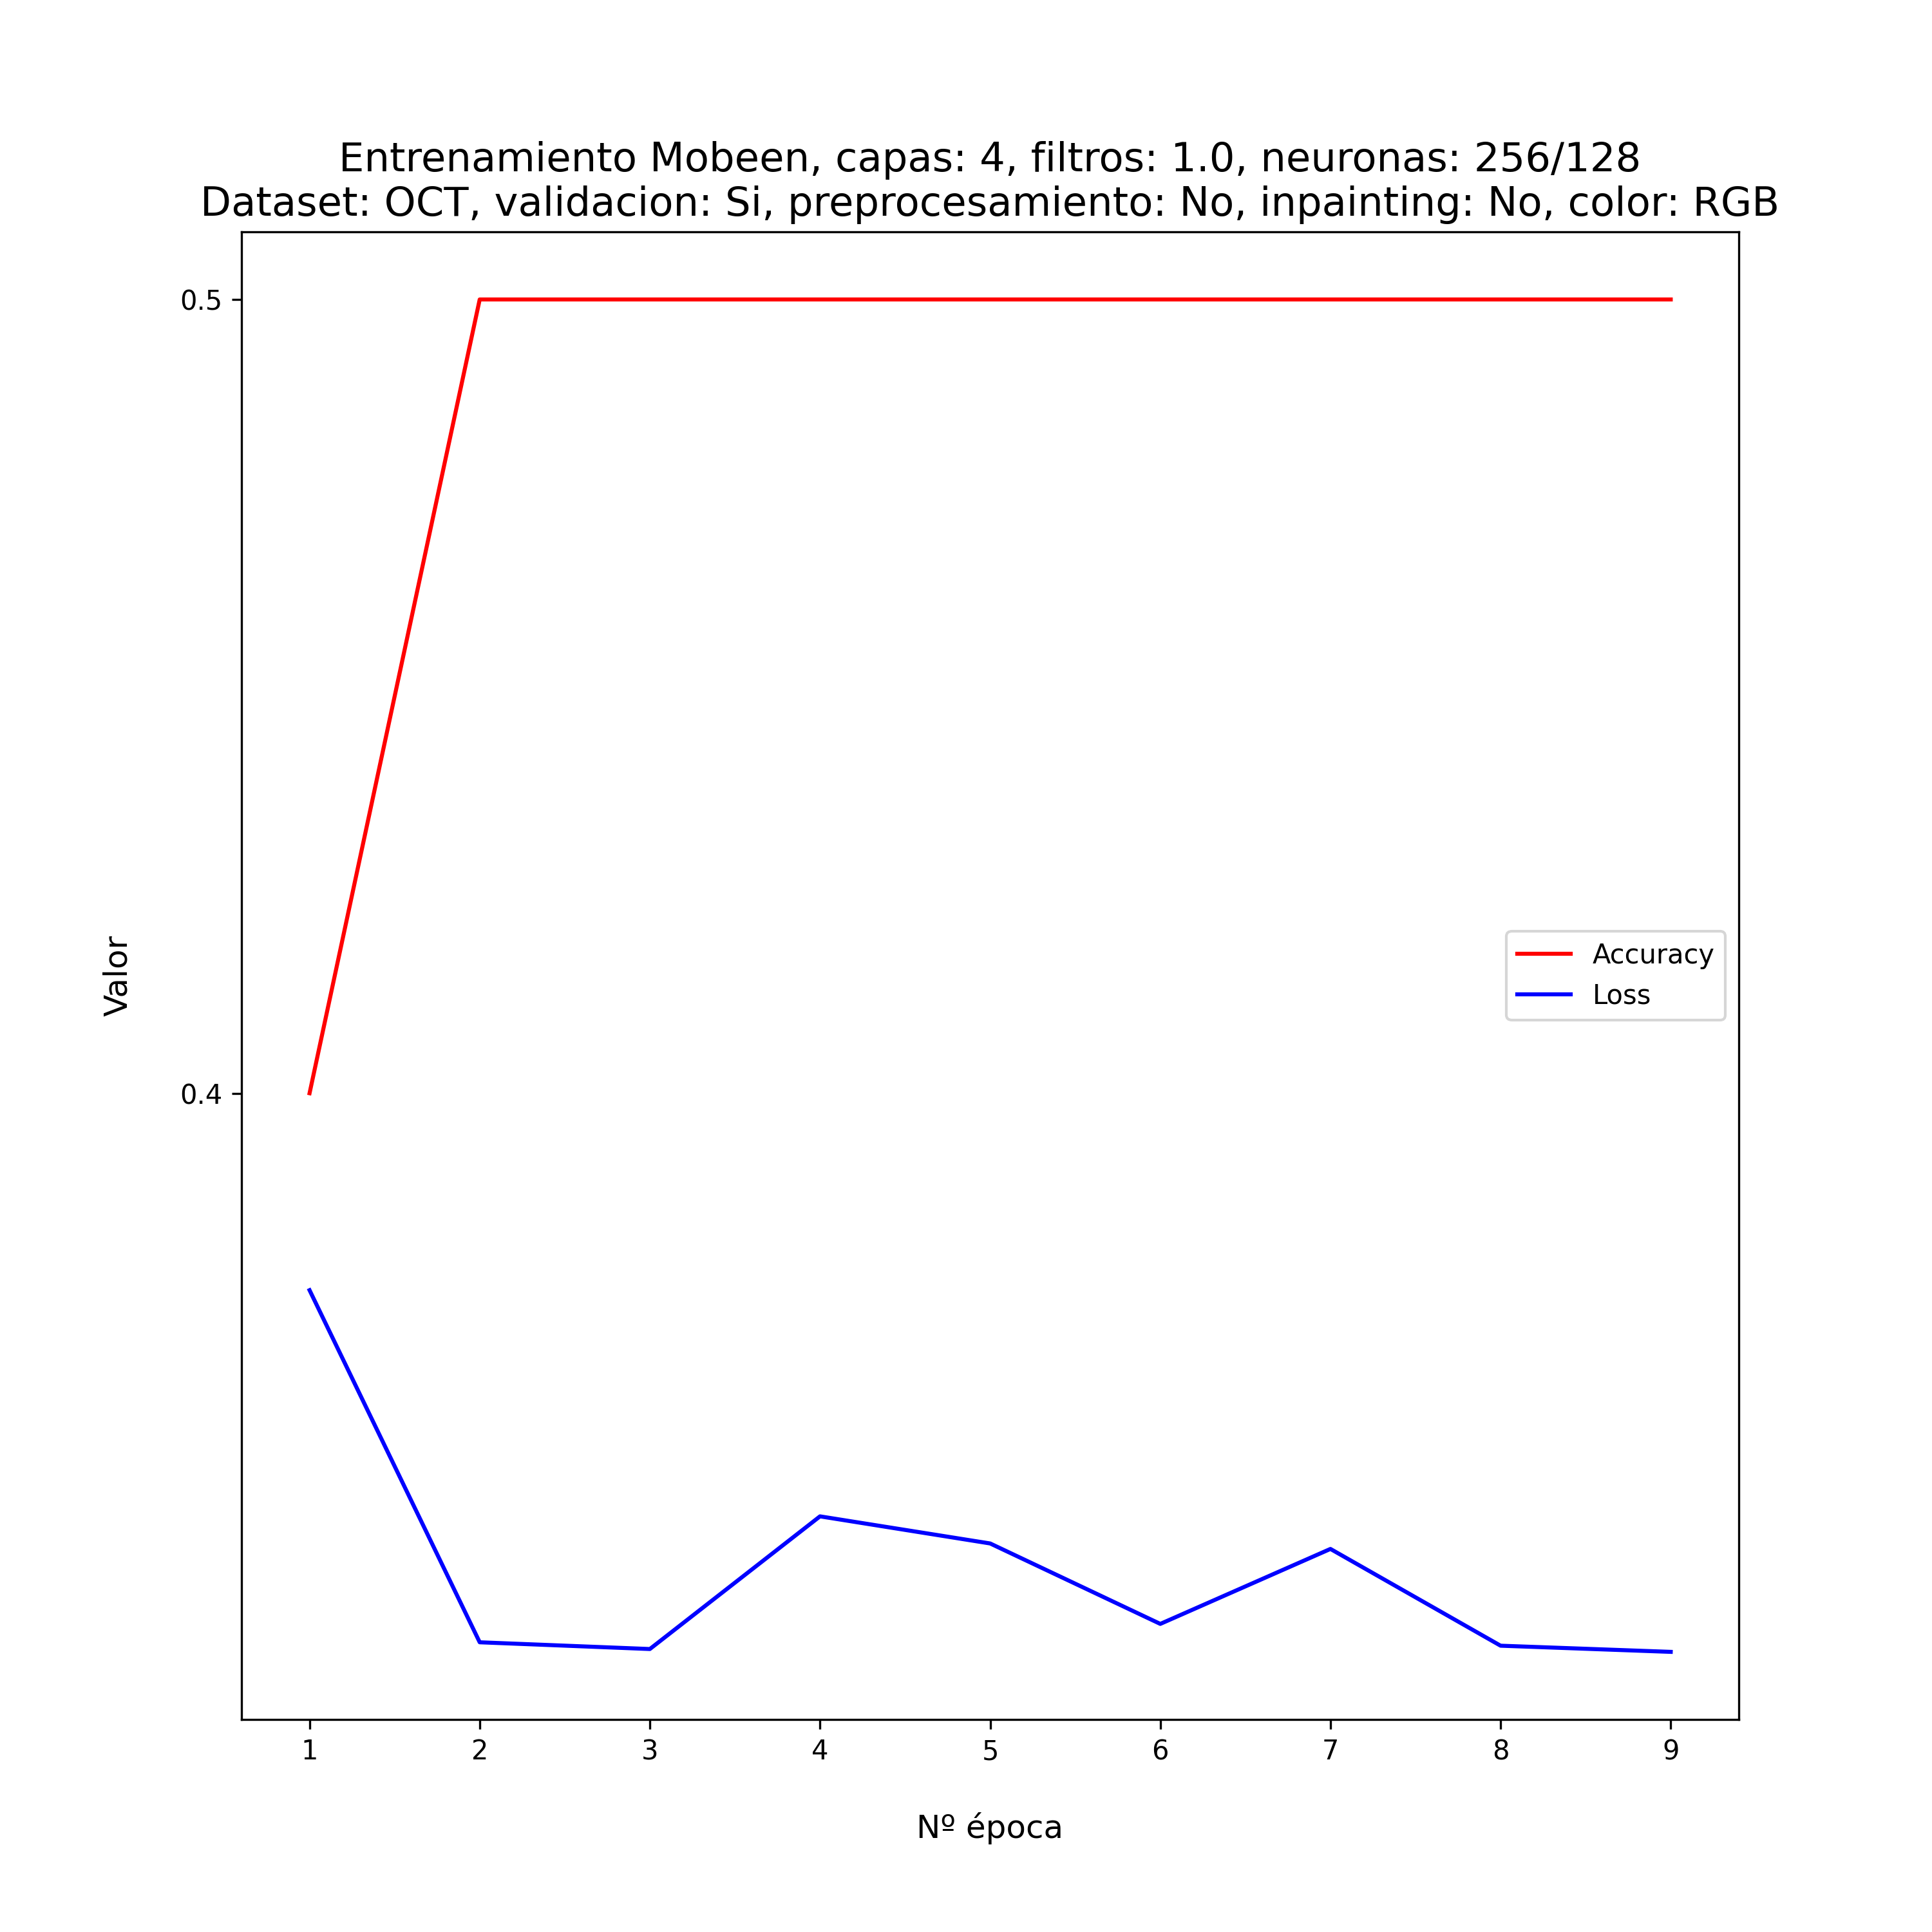 Entrenamiento Mobeen, capas: 4, filtros: 1.0, neuronas: 256/128
Dataset: OCT, validacion: Si, preprocesamiento: No, inpainting: No, color: RGB
0.5
0.4
Valor
Accuracy
Loss
1 2 3 4 5 6 7 8 9
Nº época